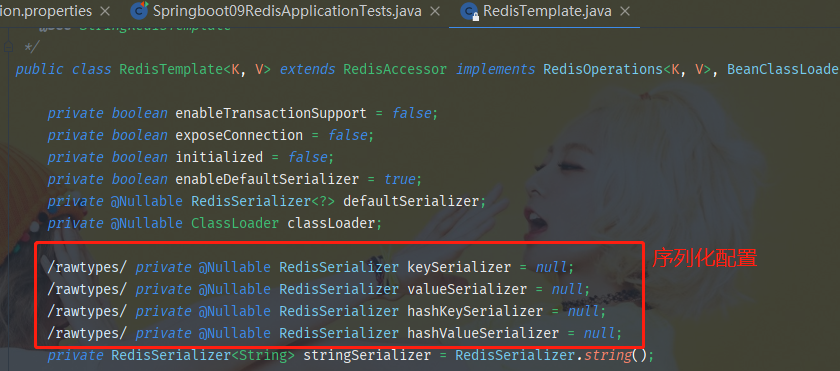 ion.properties × Springboot09RedisApplicationTests.java × RedisTemplate.java ×
*/
public class RedisTemplate<K, V> extends RedisAccessor implements RedisOperations<K, V>, BeanClassLoade
private boolean enableTransactionSupport = false;
private boolean exposeConnection = false;
private boolean initialized = false;
private boolean enableDefaultSerializer = true;
private @Nullable RedisSerializer<?> defaultSerializer;
private @Nullable ClassLoader classLoader;
/rawtypes/ private @Nullable RedisSerializer keySerializer = null;
序列化配置
/rawtypes/ private @Nullable RedisSerializer valueSerializer = null;
/rawtypes/ private @Nullable RedisSerializer hashKeySerializer = null;
/rawtypes/ private @Nullable RedisSerializer hashValueSerializer = null;
private RedisSerializer<String> stringSerializer = RedisSerializer.string();